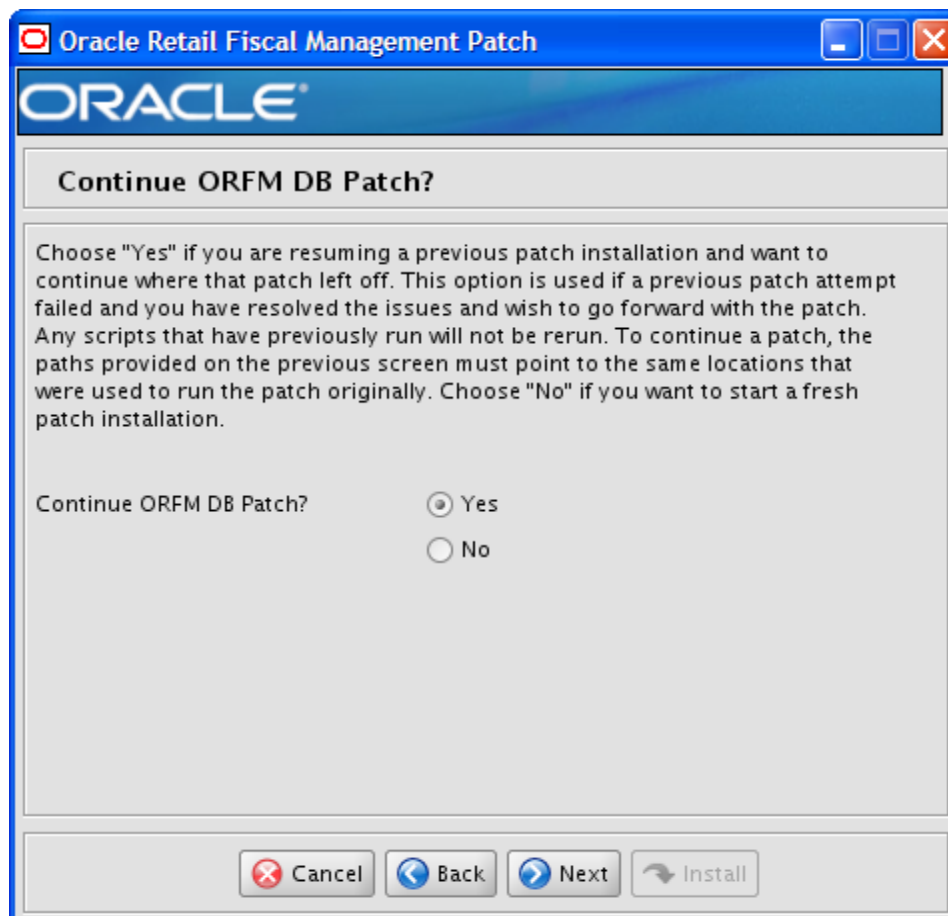 Oracle Retail Fiscal Management Patch
ORACLE
Continue ORFM DB Patch?
Choose "Yes" if you are resuming a previous patch installation and want to
continue where that patch left off. This option is used if a previous patch attempt
failed and you have resolved the issues and wish to go forward with the patch.
Any scripts that have previously run will not be rerun. To continue a patch, the
paths provided on the previous screen must point to the same locations that
were used to run the patch originally. Choose "No" if you want to start a fresh
patch installation.
Continue ORFM DB Patch? Yes
No
Cancel Back Next Install